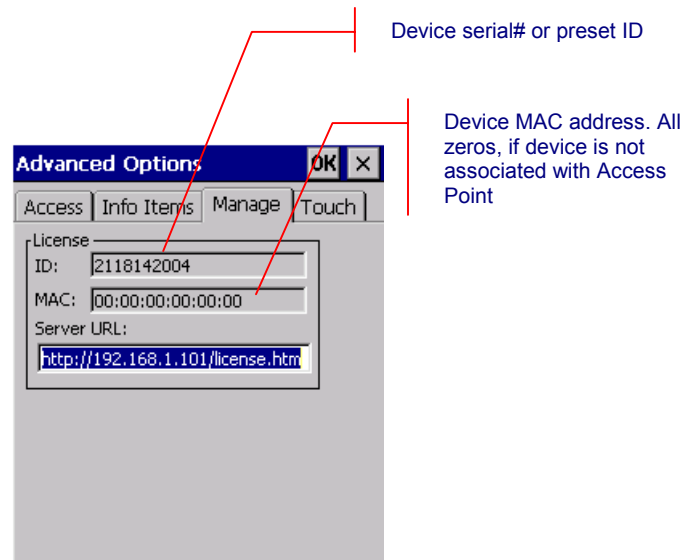 Device serial# or preset ID
Device MAC address. All
zeros, if device is not
associated with Access
Point
Advanced Options OK ×
Access Info Items Manage Touch
License
ID: 2118142004
MAC: 00:00:00:00:00:00
Server URL:
http://192.168.1.101/license.htm